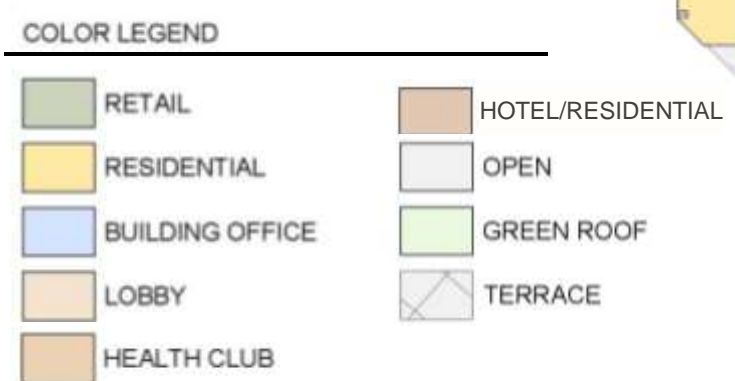 COLOR LEGEND
RETAIL
RESIDENTIAL
BUILDING OFFICE
LOBBY
HEALTH CLUB
HOTEL/RESIDENTIAL
OPEN
GREEN ROOF
TERRACE